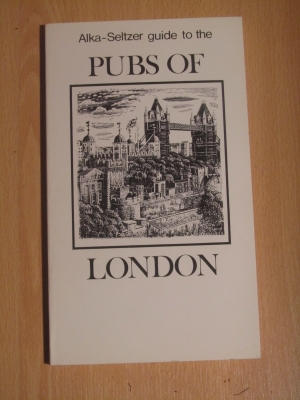 Alka-Seltzer guide to the
PUBS OF
LONDON